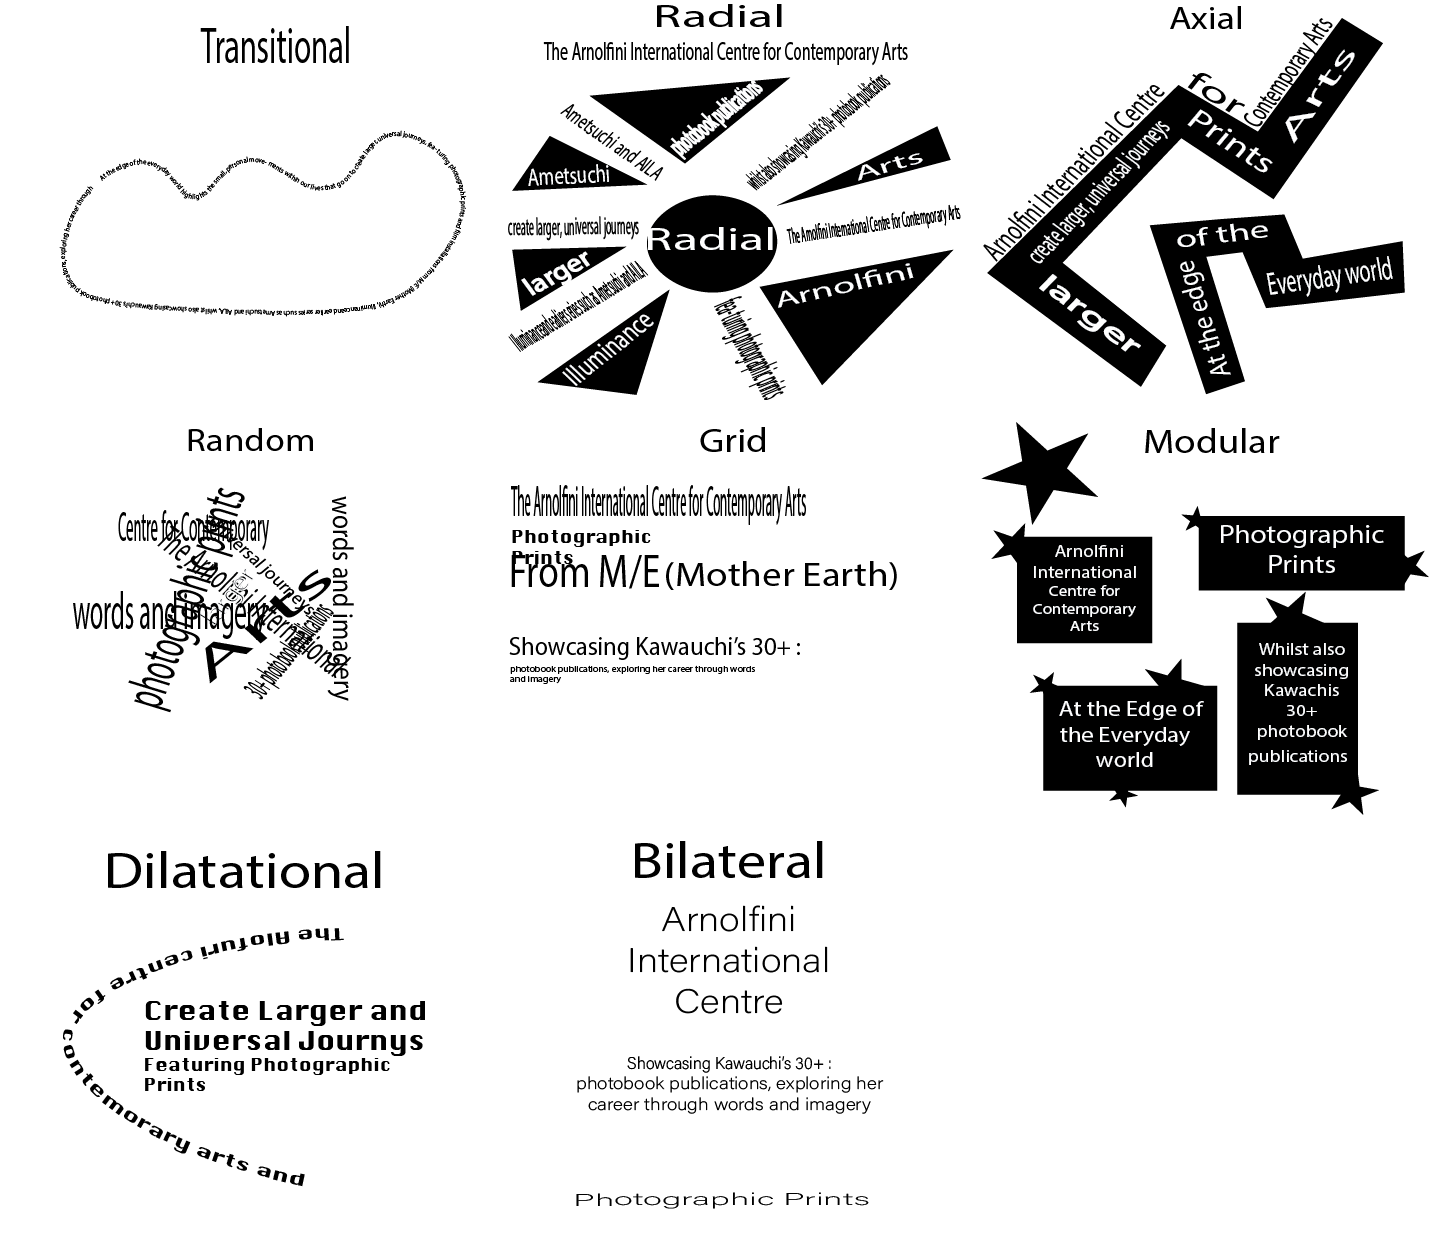 Transitional
At the edge of the everyday world highlights the small, personal move- ments within our lives that go on to create larger, universal journeys, fea- turing photographic prints and film installations from M/E (Mother Earth), Illuminanceand earlier series such as Ametsuchi and AILA, whilst also showcasing Kawauchi's 30+ photobook publications, exploring her career through
Radial
The Arnolfini International Centre for Contemporary Arts
photobook publications
whilst also showcasing Kawauchi's 30+ photobook publications
Ametsuchi and AILA
Arts
Ametsuchi
create larger, universal journeys
Radial
The Arnolfini International Centre for Contemporary Arts
larger
Arnolfini
Illuminanceand earlier series such as Ametsuchi and AILA
Illuminance
fea- turing photographic prints
Axial
Arnolfini International Centre
for
Contemporary Arts
Arts
Prints
create larger, universal journeys
larger
At the edge
of the
Everyday world
Random
Centre for Contemporary
photographic prints
The Arnolfini International
universal journeys
words and imagery
words and imagery
Arts
30+ photobook publications
Grid
The Arnolfini International Centre for Contemporary Arts
Photographic
Prints
From M/E (Mother Earth)
Showcasing Kawauchi's 30+ :
photobook publications, exploring her career through words
and imagery
Modular
Arnolfini
International
Centre for
Contemporary
Arts
Photographic
Prints
At the Edge of
the Everyday
world
Whilst also
showcasing
Kawachis
30+
photobook
publications
Dilatational
The Alofuri centre for contemorary arts and
Create Larger and
Universal Journys
Featuring Photographic
Prints
Bilateral
Arnolfini
International
Centre
Showcasing Kawauchi's 30+ :
photobook publications, exploring her
career through words and imagery
Photographic Prints